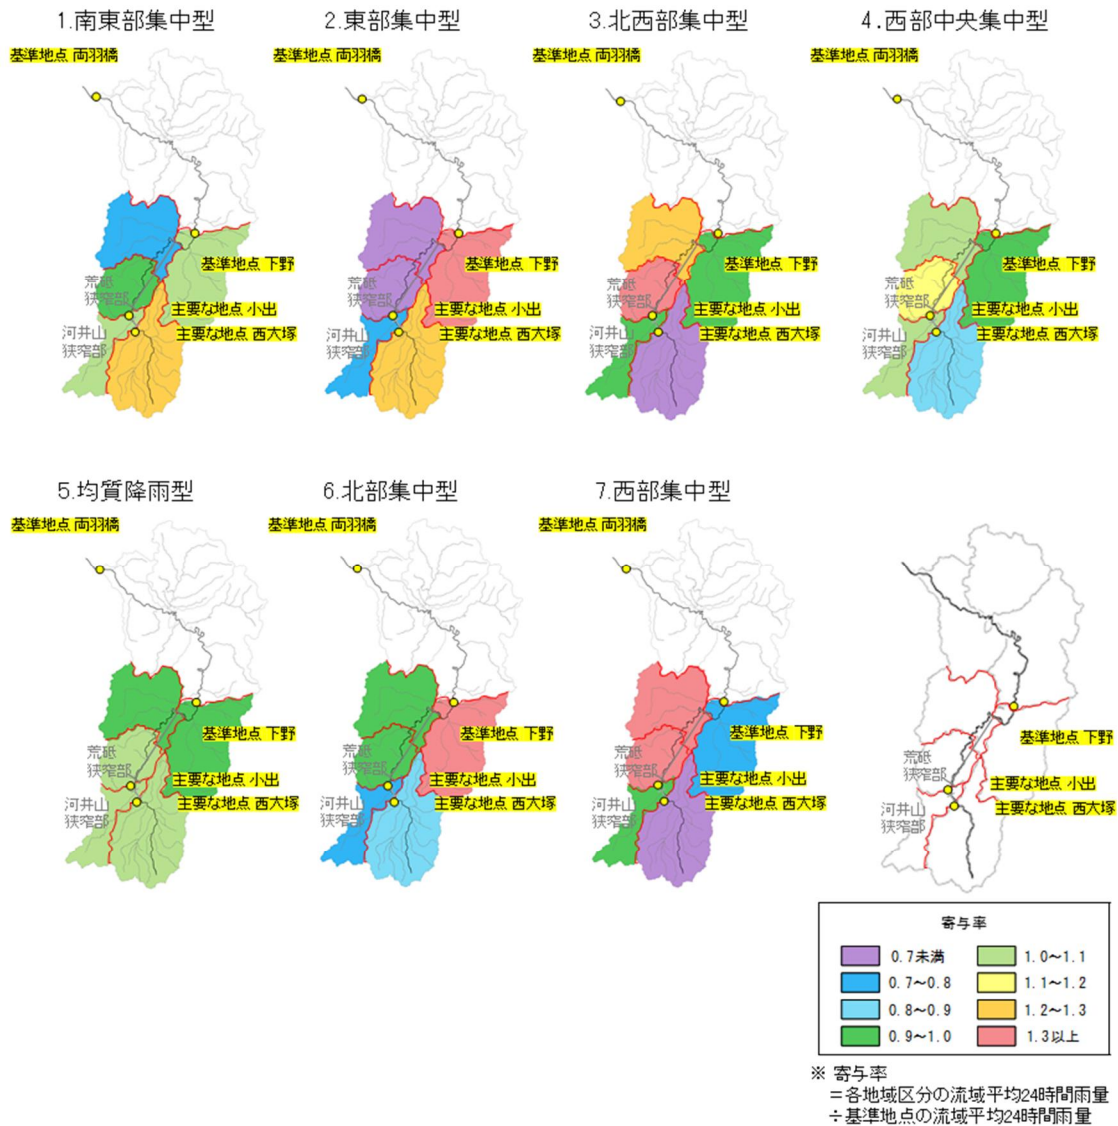 1.南東部集中型
2.東部集中型
3.北西部集中型
4.西部中央集中型
基準地点 両羽橋
基準地点 両羽橋
基準地点 両羽橋
基準地点 両羽橋
基準地点 下野
基準地点 下野
基準地点 下野
基準地点 下野
荒砥
狭窄部
荒砥
狭窄部
荒砥
狭窄部
荒砥
狭窄部
主要な地点 小出
主要な地点 小出
主要な地点 小出
主要な地点 小出
河井山
狭窄部
河井山
狭窄部
河井山
狭窄部
河井山
狭窄部
主要な地点 西大塚
主要な地点 西大塚
主要な地点 西大塚
主要な地点 西大塚
5.均質降雨型
6.北部集中型
7.西部集中型
基準地点 両羽橋
基準地点 両羽橋
基準地点 両羽橋
基準地点 下野
基準地点 下野
基準地点 下野
基準地点 下野
荒砥
狭窄部
荒砥
狭窄部
荒砥
狭窄部
荒砥
狭窄部
主要な地点 小出
主要な地点 小出
主要な地点 小出
主要な地点 小出
河井山
狭窄部
河井山
狭窄部
河井山
狭窄部
河井山
狭窄部
主要な地点 西大塚
主要な地点 西大塚
主要な地点 西大塚
主要な地点 西大塚
寄与率
0.7未満
1.0～1.1
0.7～0.8
1.1～1.2
0.8～0.9
1.2～1.3
0.9～1.0
1.3以上
※ 寄与率
＝各地域区分の流域平均24時間雨量
÷基準地点の流域平均24時間雨量